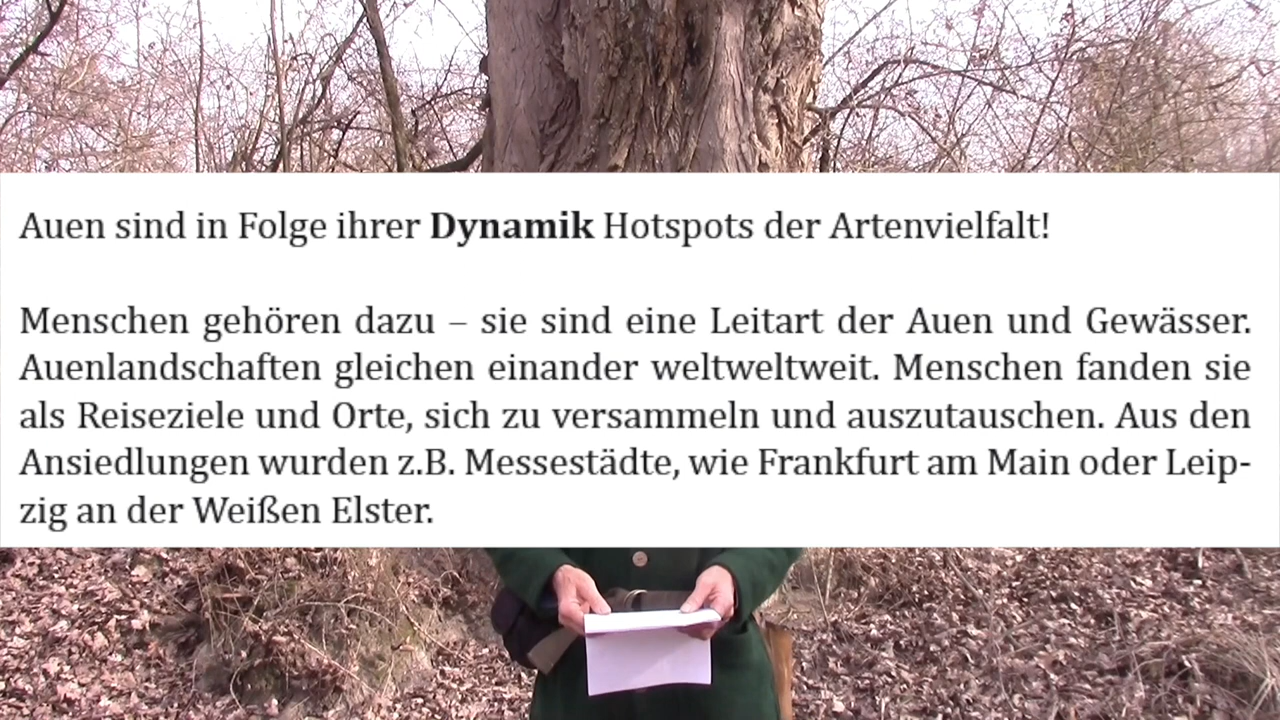 Auen sind in Folge ihrer Dynamik Hotspots der Artenvielfalt!
Menschen gehören dazu – sie sind eine Leitart der Auen und Gewässer.
Auenlandschaften gleichen einander weltweltweit. Menschen fanden sie
als Reiseziele und Orte, sich zu versammeln und auszutauschen. Aus den
Ansiedlungen wurden z.B. Messestädte, wie Frankfurt am Main oder Leip-
zig an der Weißen Elster.